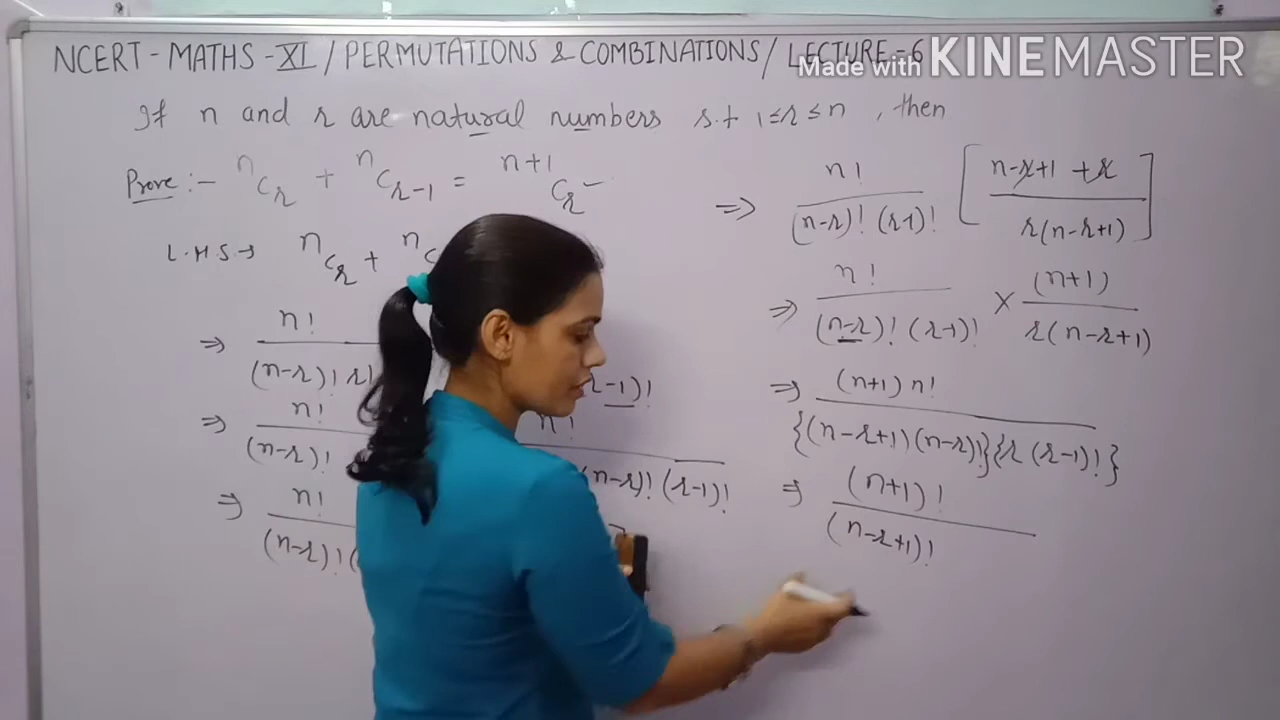 NCERT - MATHS - XI / PERMUTATIONS & COMBINATIONS / LECTURE - 6
Made with KINEMASTER
If n and r are natural numbers s.t 1 ≤ r ≤ n , then
Prove :- ⁿCr + ⁿCr-1 = ⁿ⁺¹Cr
L.H.S → ⁿCr + ⁿC
⇒ n! / (n-r)! r!
r-1)!
⇒ n! / (n-r)!
n! / (n-r)! (r-1)!
⇒ n! / (n-r)! (
⇒ n! / (n-r)! (r-1)! [ n-r+1 +r / r(n-r+1) ]
⇒ n! / (n-r)! (r-1)! × (n+1) / r(n-r+1)
⇒ (n+1) n! / {(n-r+1)(n-r)!}{r(r-1)!}
⇒ (n+1)! / (n-r+1)!